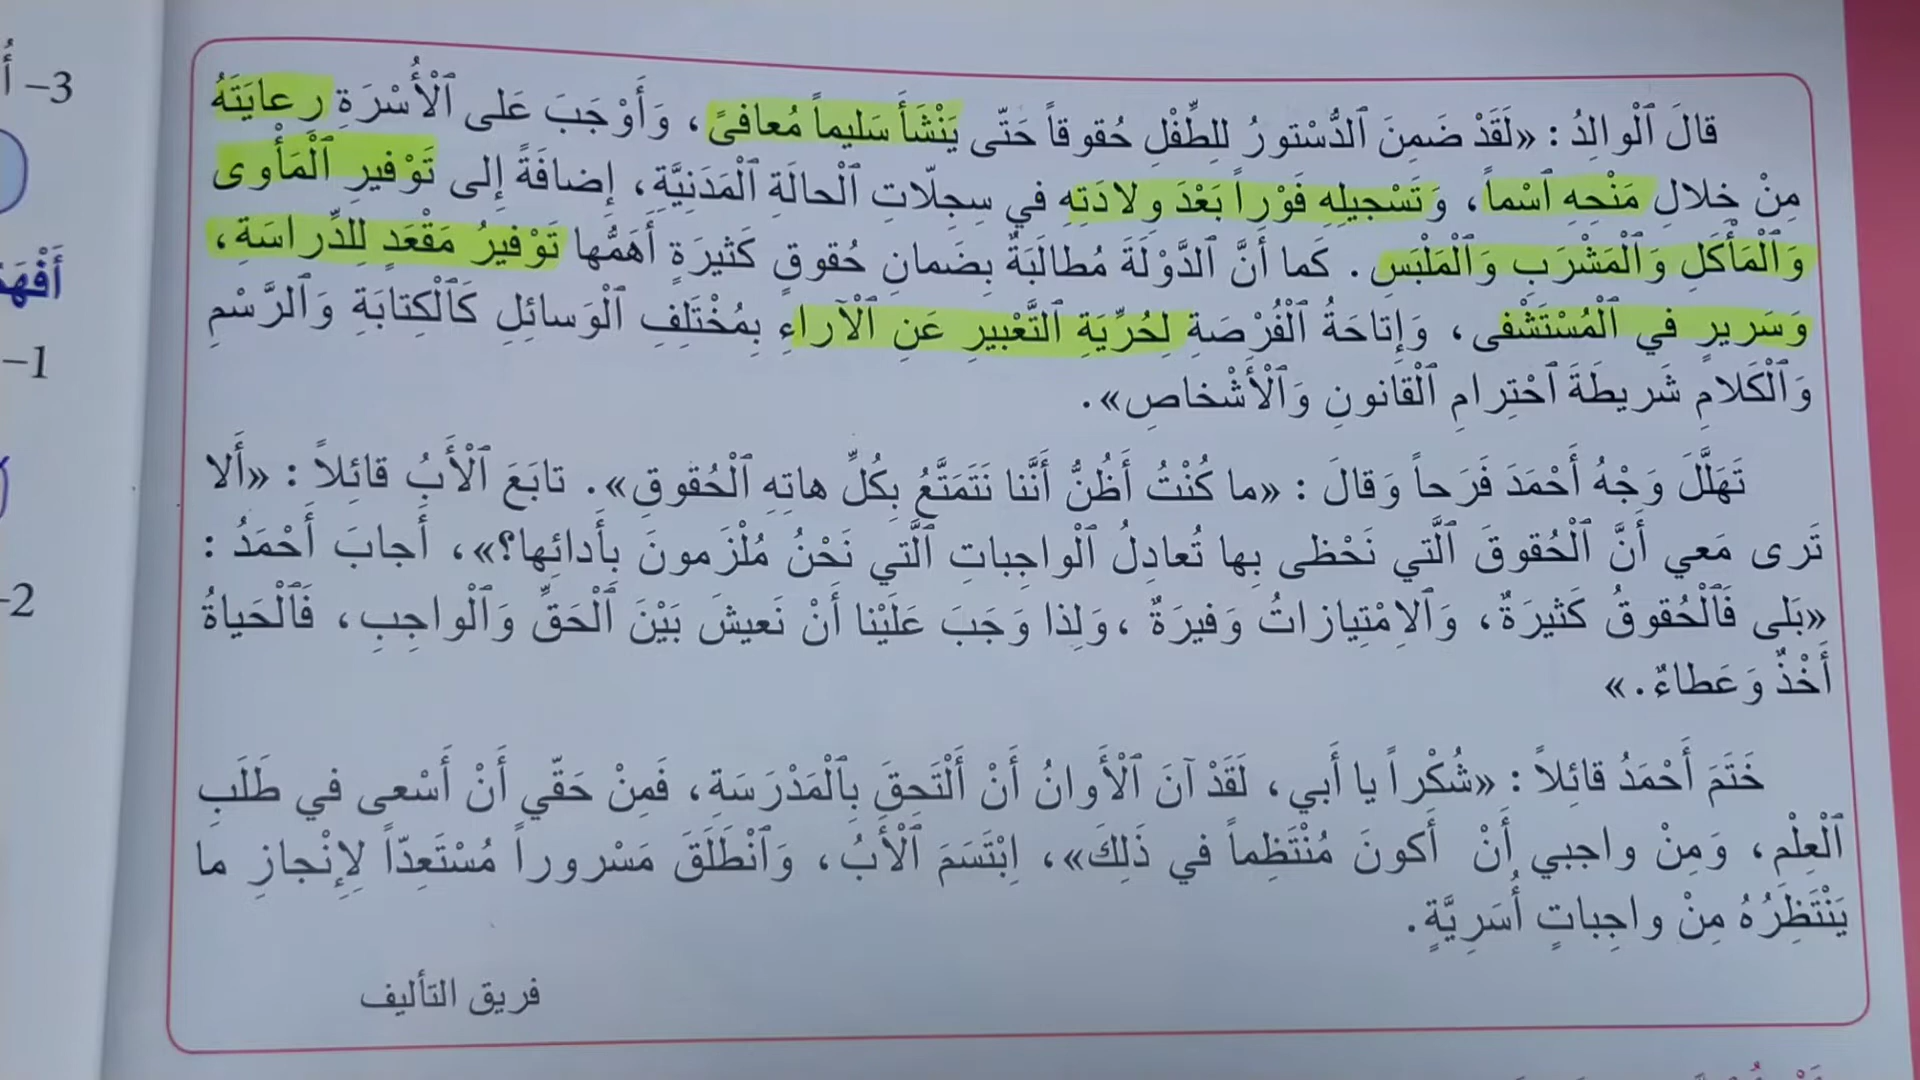 قالَ ٱلْوالِدُ : «لَقَدْ ضَمِنَ ٱلدُّسْتورُ لِلطِّفْلِ حُقوقاً حَتّى يَنْشَأَ سَليماً مُعافىً، وَأَوْجَبَ عَلى ٱلْأُسْرَةِ رِعايَتَهُ
مِنْ خِلالِ مَنْحِهِ ٱسْماً، وَتَسْجيلِهِ فَوْراً بَعْدَ وِلادَتِهِ في سِجِلّاتِ ٱلْحالَةِ ٱلْمَدَنِيَّةِ، إِضافَةً إِلى تَوْفيرِ ٱلْمَأْوى
وَٱلْمَأْكَلِ وَٱلْمَشْرَبِ وَٱلْمَلْبَسِ. كَما أَنَّ ٱلدَّوْلَةَ مُطالَبَةٌ بِضَمانِ حُقوقٍ كَثيرَةٍ أَهَمُّها تَوْفيرُ مَقْعَدٍ لِلدِّراسَةِ،
وَسَريرٍ في ٱلْمُسْتَشْفى، وَإِتاحَةُ ٱلْفُرْصَةِ لِحُرِّيَةِ ٱلتَّعْبيرِ عَنِ ٱلْآراءِ بِمُخْتَلِفِ ٱلْوَسائِلِ كَٱلْكِتابَةِ وَٱلرَّسْمِ
وَٱلْكَلامِ شَريطَةَ ٱحْتِرامِ ٱلْقانونِ وَٱلْأَشْخاصِ».
تَهَلَّلَ وَجْهُ أَحْمَدَ فَرَحاً وَقالَ : «ما كُنْتُ أَظُنُّ أَنَّنا نَتَمَتَّعُ بِكُلِّ هاتِهِ ٱلْحُقوقِ». تابَعَ ٱلْأَبُ قائِلاً : «أَلا
تَرى مَعي أَنَّ ٱلْحُقوقَ ٱلَّتي نَحْظى بِها تُعادِلُ ٱلْواجِباتِ ٱلَّتي نَحْنُ مُلْزَمونَ بِأَدائِها؟»، أَجابَ أَحْمَدُ :
«بَلى فَٱلْحُقوقُ كَثيرَةٌ، وَٱلاِمْتِيازاتُ وَفيرَةٌ ،وَلِذا وَجَبَ عَلَيْنا أَنْ نَعيشَ بَيْنَ ٱلْحَقِّ وَٱلْواجِبِ، فَٱلْحَياةُ
أَخْذٌ وَعَطاءٌ.»
خَتَمَ أَحْمَدُ قائِلاً : «شُكْراً يا أَبي، لَقَدْ آنَ ٱلْأَوانُ أَنْ أَلْتَحِقَ بِٱلْمَدْرَسَةِ، فَمِنْ حَقّي أَنْ أَسْعى في طَلَبِ
ٱلْعِلْمِ، وَمِنْ واجِبي أَنْ أَكونَ مُنْتَظِماً في ذَلِكَ»، اِبْتَسَمَ ٱلْأَبُ، وَٱنْطَلَقَ مَسْروراً مُسْتَعِدّاً لِإِنْجازِ ما
يَنْتَظِرُهُ مِنْ واجِباتٍ أُسَرِيَّةٍ.
فريق التأليف
3-
1-
2-